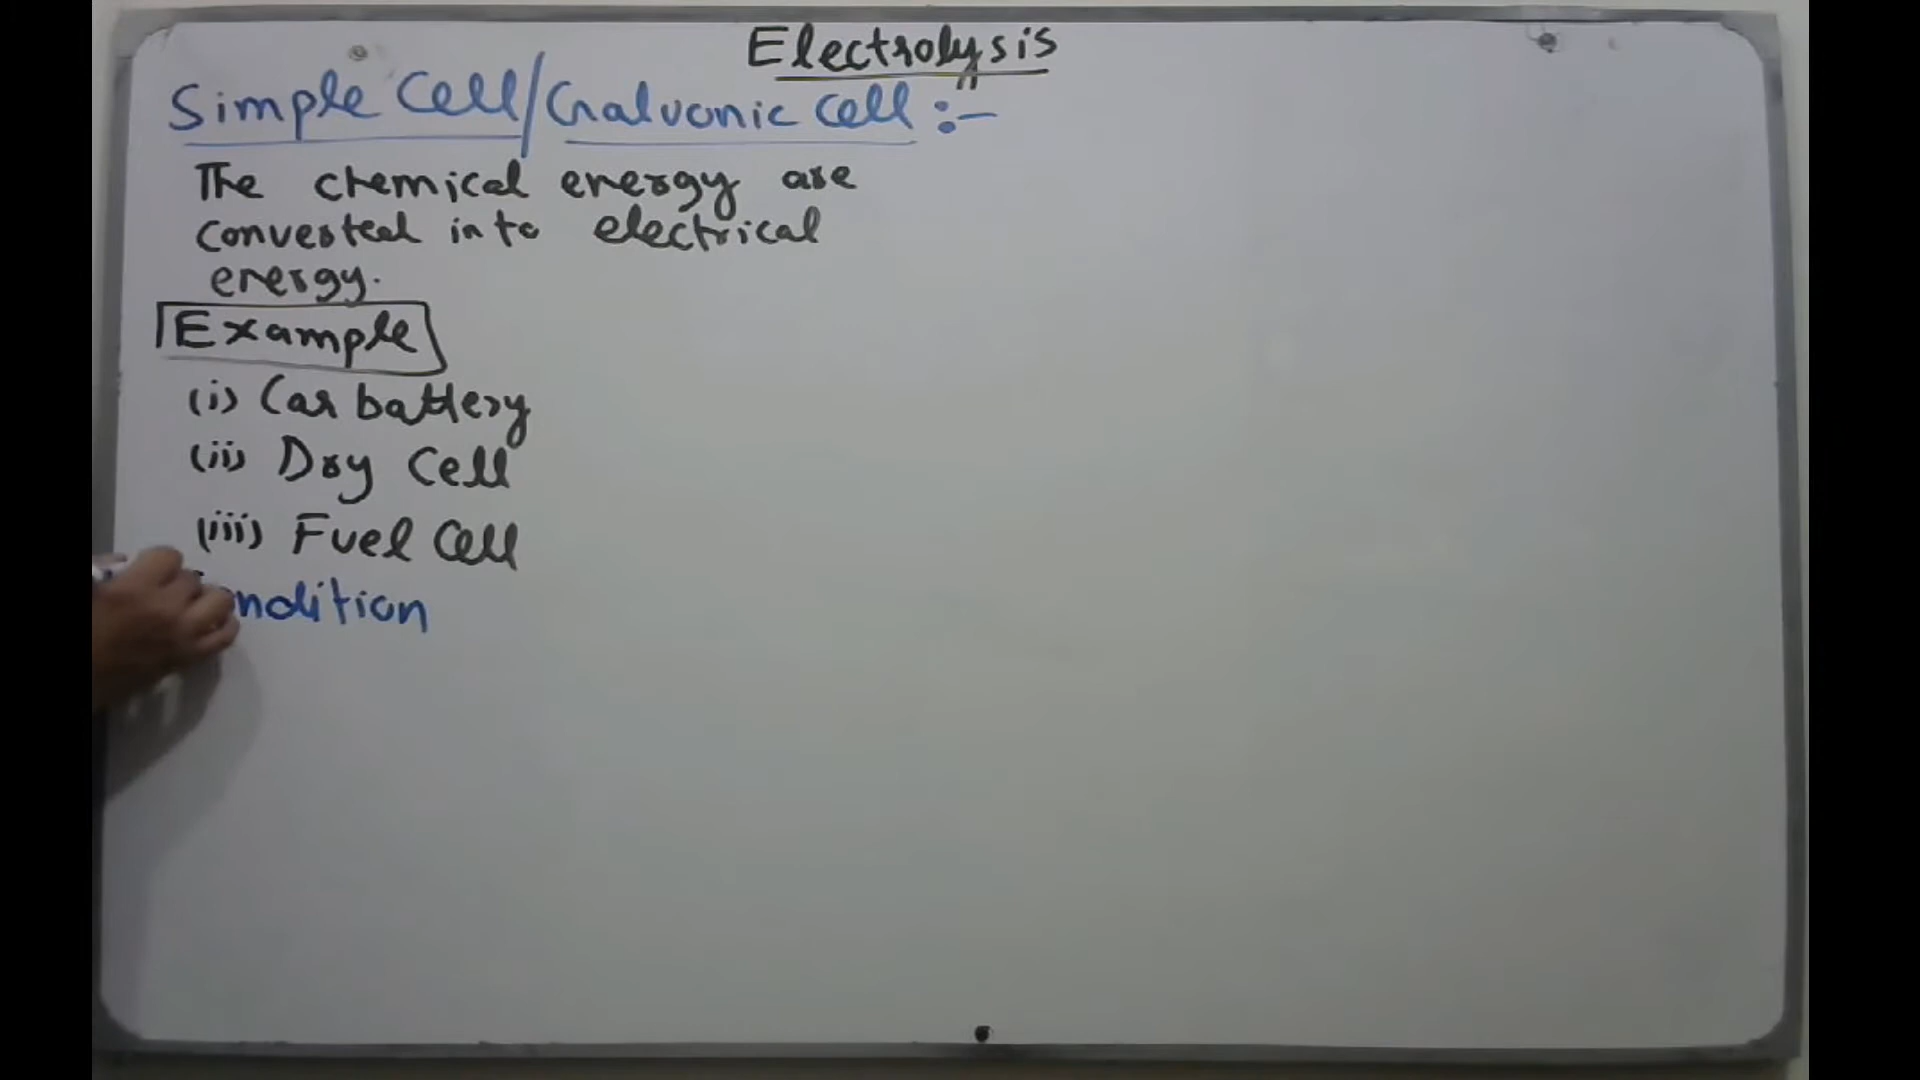 Electrolysis
Simple Cell/Galvanic Cell :-
The chemical energy are
converted into electrical
energy.
Example
(i) Car battery
(ii) Dry Cell
(iii) Fuel Cell
ndition